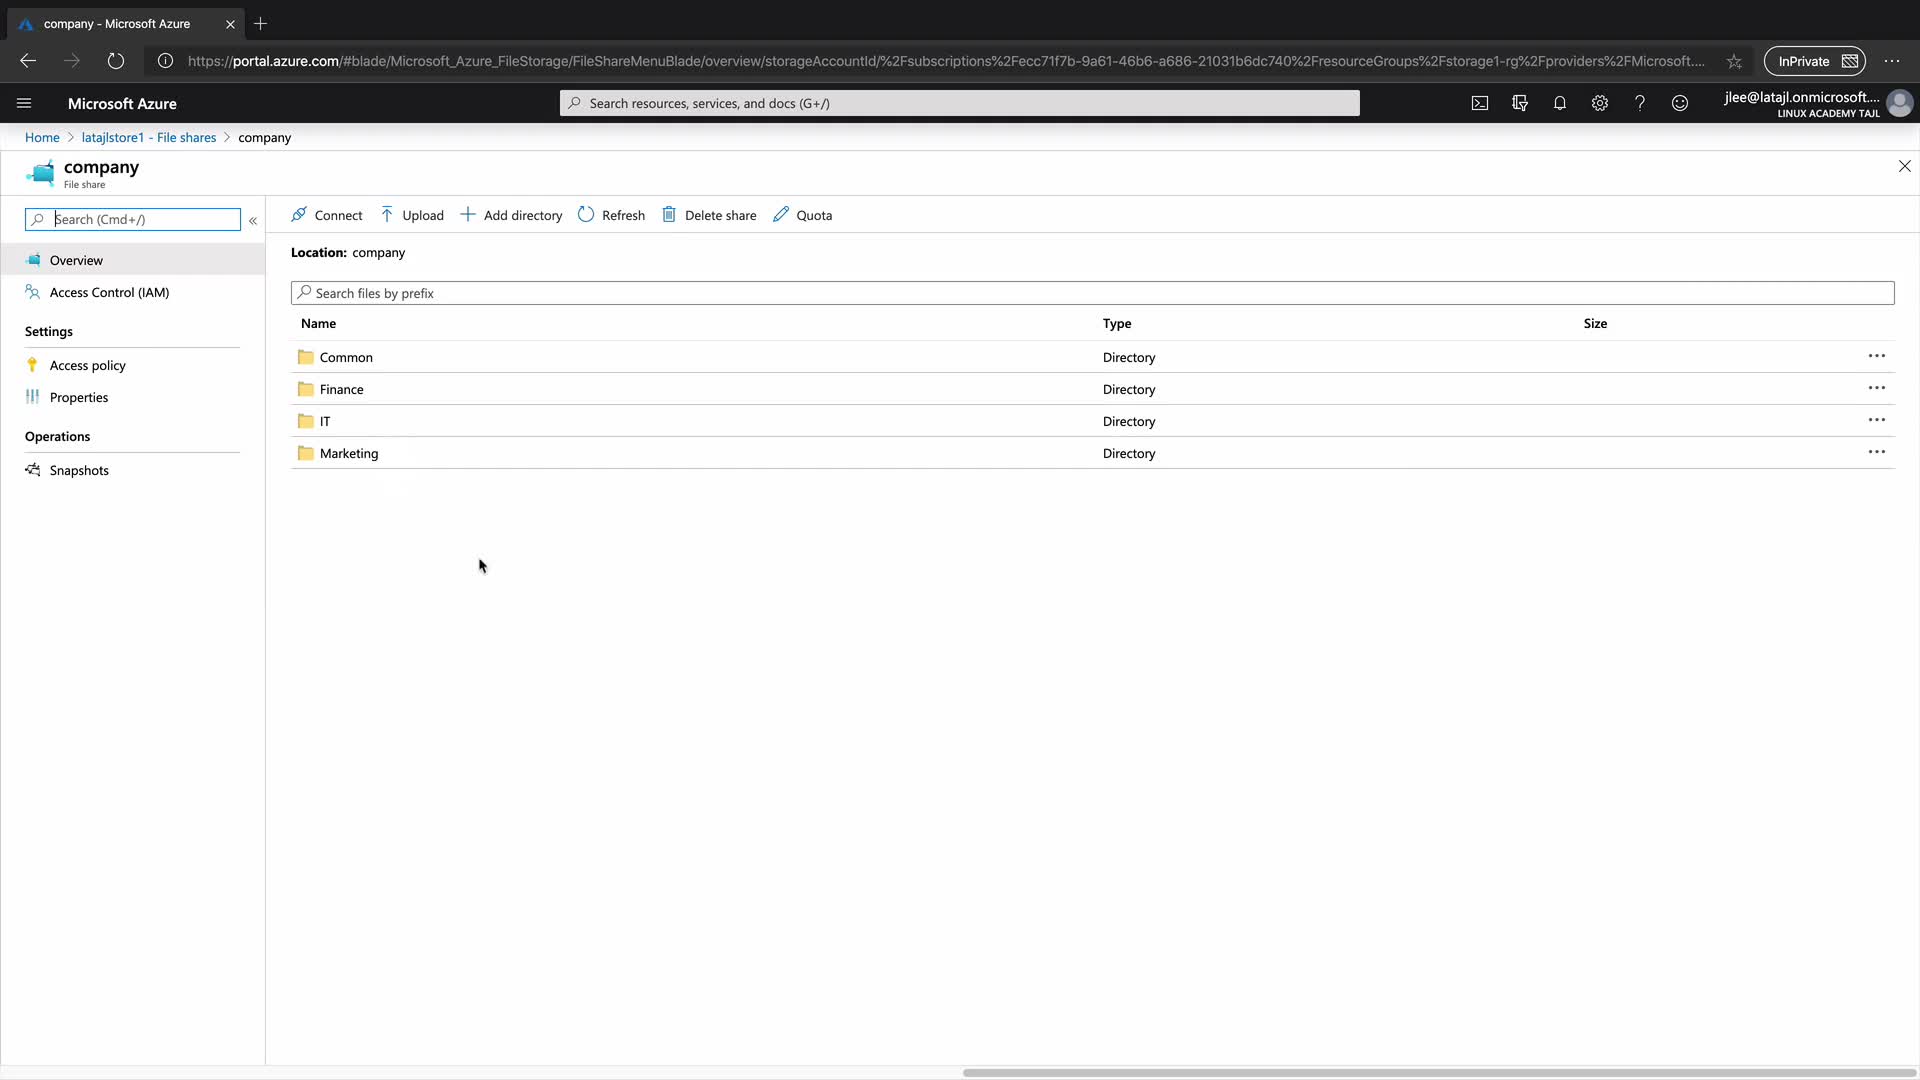 company - Microsoft Azure
https://portal.azure.com/#blade/Microsoft_Azure_FileStorage/FileShareMenuBlade/overview/storageAccountId/%2Fsubscriptions%2Fecc71f7b-9a61-46b6-a686-21031b6dc740%2FresourceGroups%2Fstorage1-rg%2Fproviders%2FMicrosoft....
InPrivate
Microsoft Azure
Search resources, services, and docs (G+/)
jlee@latajl.onmicrosoft....
LINUX ACADEMY TAJL
Home > latajlstore1 - File shares > company
company
File share
Search (Cmd+/)
«
Connect
Upload
Add directory
Refresh
Delete share
Quota
Overview
Access Control (IAM)
Settings
Access policy
Properties
Operations
Snapshots
Location: company
Search files by prefix
Name Type Size
Common Directory
Finance Directory
IT Directory
Marketing Directory